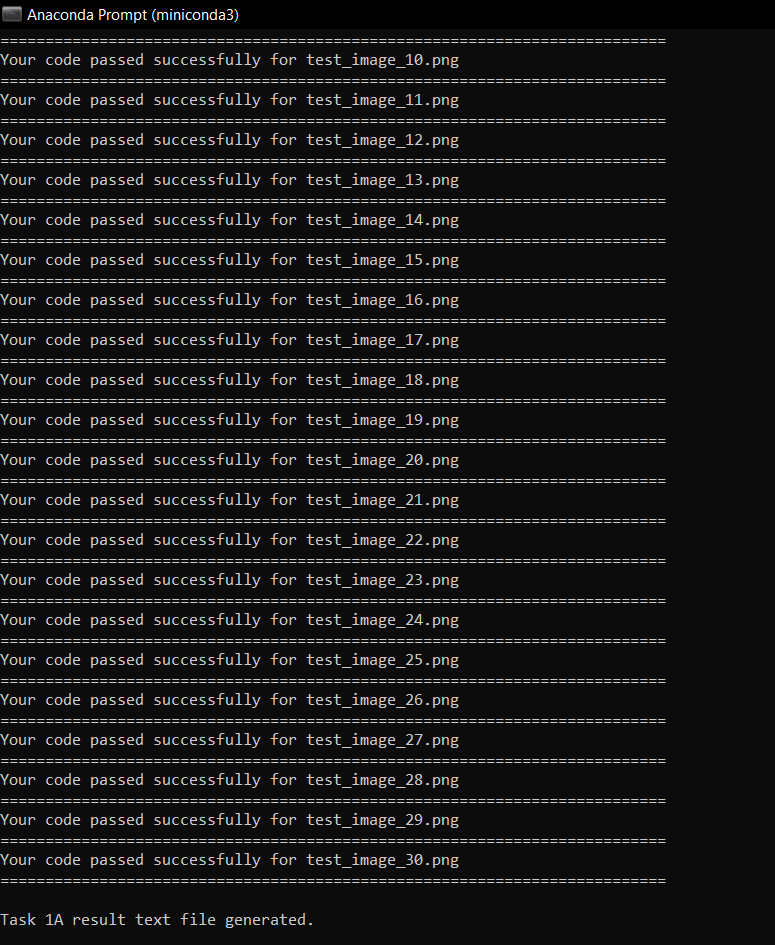 Anaconda Prompt (miniconda3)
==========================================================================
Your code passed successfully for test_image_10.png
==========================================================================
Your code passed successfully for test_image_11.png
==========================================================================
Your code passed successfully for test_image_12.png
==========================================================================
Your code passed successfully for test_image_13.png
==========================================================================
Your code passed successfully for test_image_14.png
==========================================================================
Your code passed successfully for test_image_15.png
==========================================================================
Your code passed successfully for test_image_16.png
==========================================================================
Your code passed successfully for test_image_17.png
==========================================================================
Your code passed successfully for test_image_18.png
==========================================================================
Your code passed successfully for test_image_19.png
==========================================================================
Your code passed successfully for test_image_20.png
==========================================================================
Your code passed successfully for test_image_21.png
==========================================================================
Your code passed successfully for test_image_22.png
==========================================================================
Your code passed successfully for test_image_23.png
==========================================================================
Your code passed successfully for test_image_24.png
==========================================================================
Your code passed successfully for test_image_25.png
==========================================================================
Your code passed successfully for test_image_26.png
==========================================================================
Your code passed successfully for test_image_27.png
==========================================================================
Your code passed successfully for test_image_28.png
==========================================================================
Your code passed successfully for test_image_29.png
==========================================================================
Your code passed successfully for test_image_30.png
==========================================================================
Task 1A result text file generated.